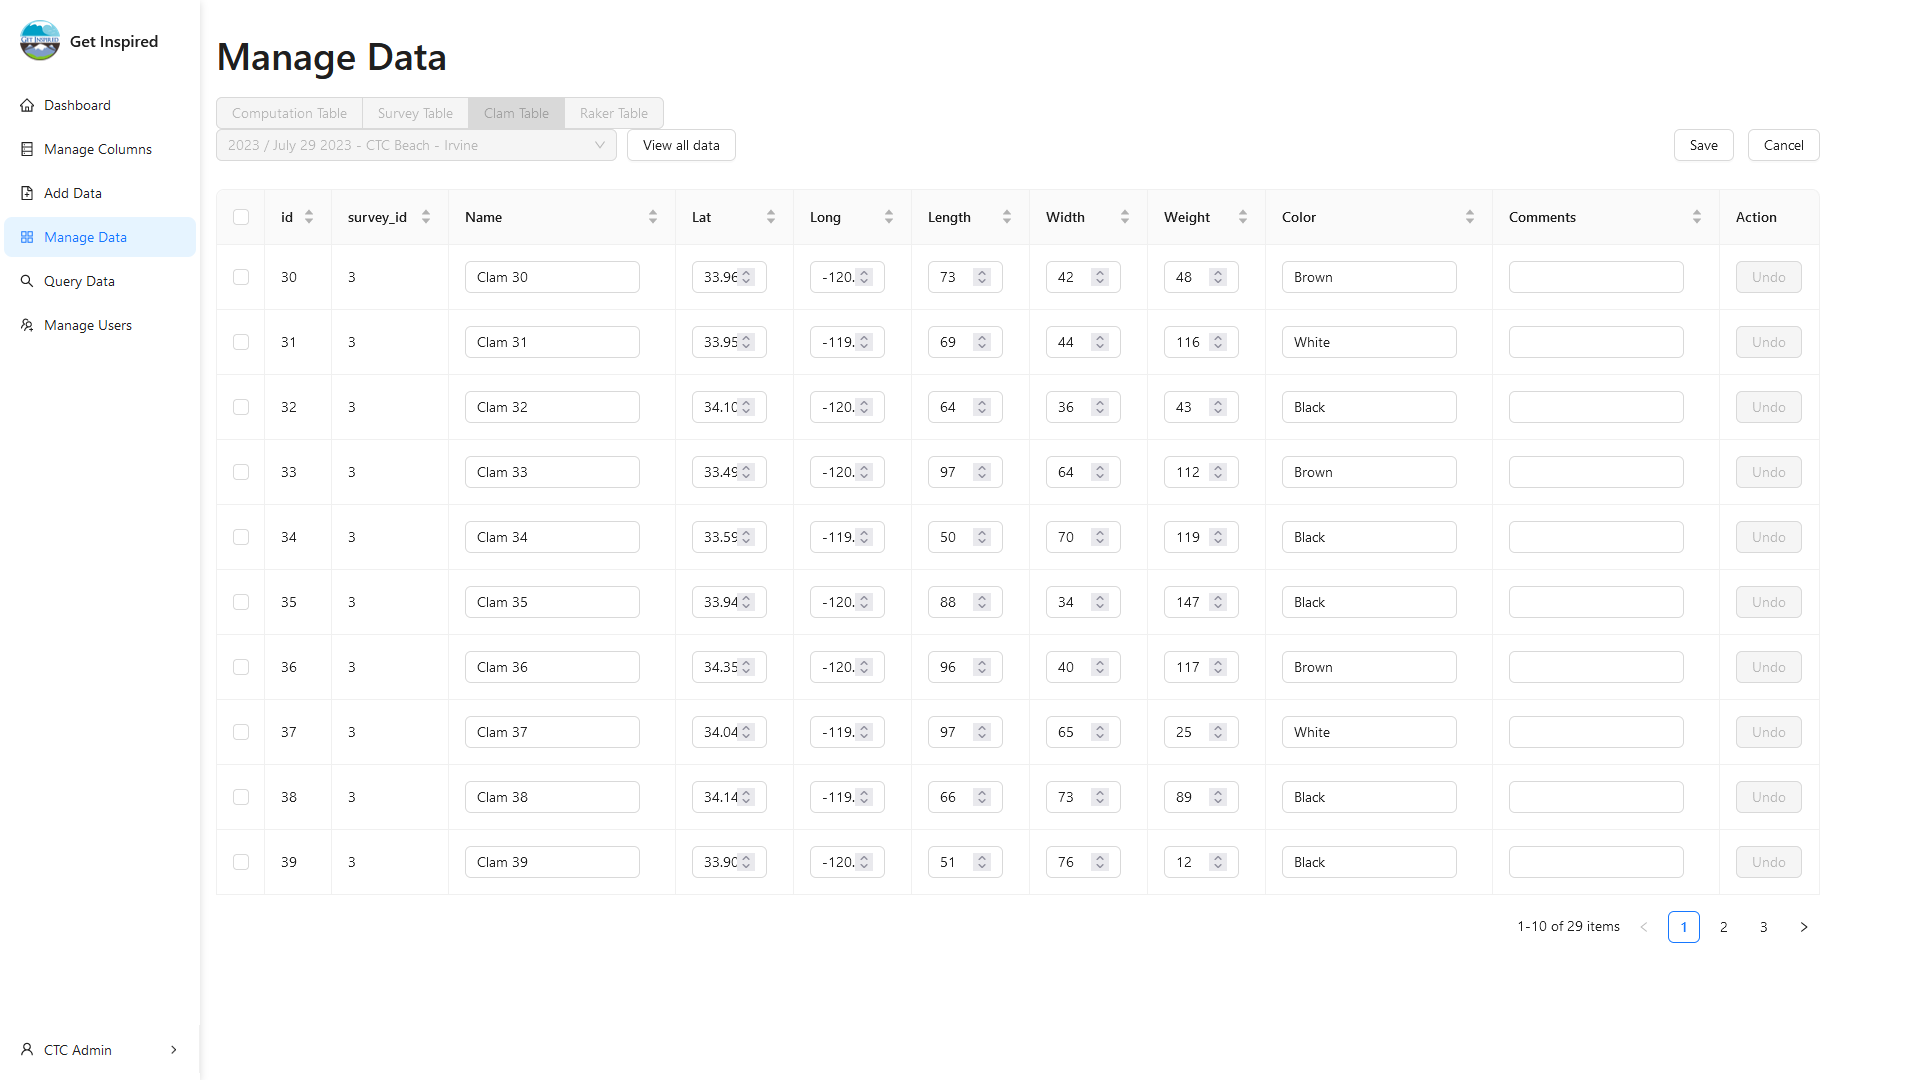 Get Inspired
Dashboard
Manage Columns
Add Data
Manage Data
Query Data
Manage Users
CTC Admin
Manage Data
Computation Table Survey Table Clam Table Raker Table
2023 / July 29 2023 - CTC Beach - Irvine View all data Save Cancel
id survey_id Name Lat Long Length Width Weight Color Comments Action
30 3 Clam 30 33.96 -120. 73 42 48 Brown Undo
31 3 Clam 31 33.95 -119. 69 44 116 White Undo
32 3 Clam 32 34.10 -120. 64 36 43 Black Undo
33 3 Clam 33 33.49 -120. 97 64 112 Brown Undo
34 3 Clam 34 33.59 -119. 50 70 119 Black Undo
35 3 Clam 35 33.94 -120. 88 34 147 Black Undo
36 3 Clam 36 34.35 -120. 96 40 117 Brown Undo
37 3 Clam 37 34.04 -119. 97 65 25 White Undo
38 3 Clam 38 34.14 -119. 66 73 89 Black Undo
39 3 Clam 39 33.90 -120. 51 76 12 Black Undo
1-10 of 29 items 1 2 3